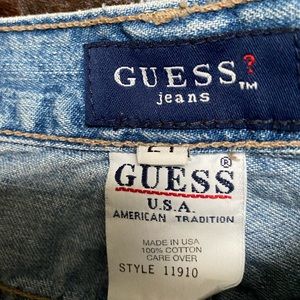 GUESS?™
jeans
GUESS®
U.S.A.
AMERICAN TRADITION
MADE IN USA
100% COTTON
CARE OVER
STYLE 11910